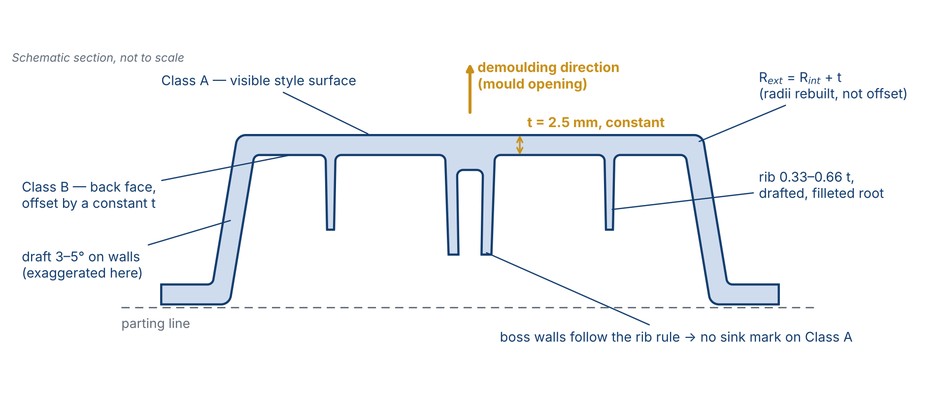 Schematic section, not to scale
Class A — visible style surface
demoulding direction
(mould opening)
R_ext = R_int + t
(radii rebuilt, not offset)
t = 2.5 mm, constant
Class B — back face,
offset by a constant t
rib 0.33–0.66 t,
drafted, filleted root
draft 3–5° on walls
(exaggerated here)
parting line
boss walls follow the rib rule → no sink mark on Class A